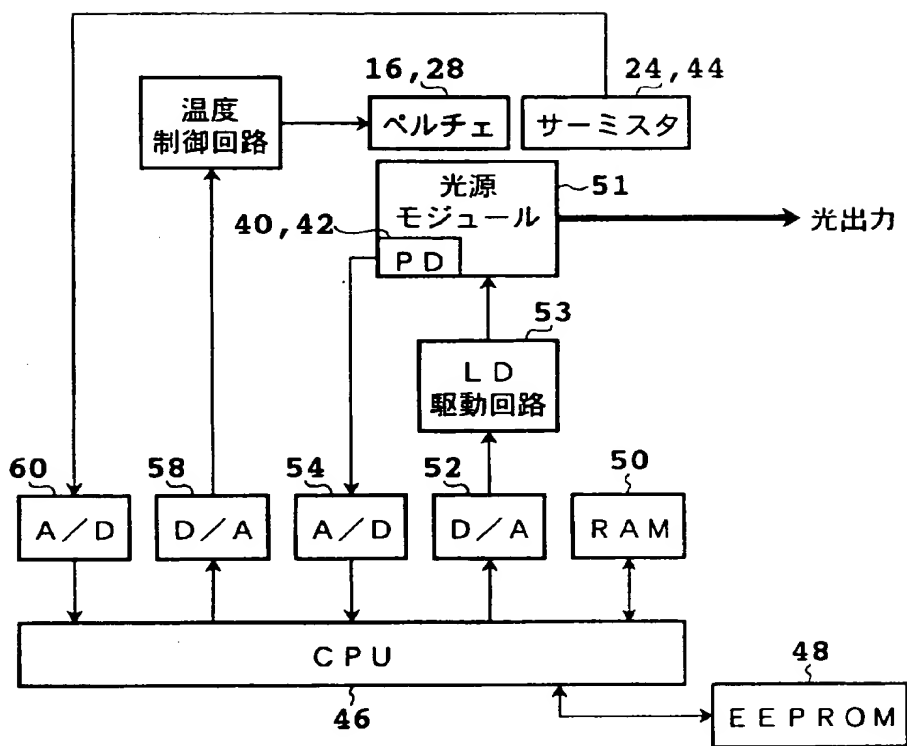 16,28
24,44
温度
制御回路
ペルチェ
サーミスタ
光源
モジュール
51
40,42
PD
光出力
53
LD
駆動回路
60
58
54
52
50
A/D
D/A
A/D
D/A
RAM
CPU
46
48
EEPROM